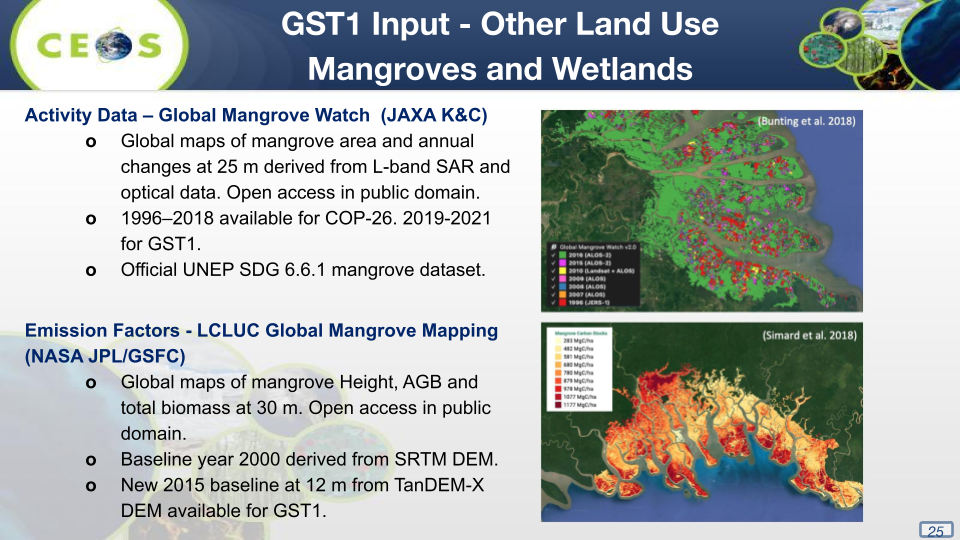 CEOS
GST1 Input - Other Land Use
Mangroves and Wetlands
Activity Data – Global Mangrove Watch (JAXA K&C)
o Global maps of mangrove area and annual
changes at 25 m derived from L-band SAR and
optical data. Open access in public domain.
o 1996–2018 available for COP-26. 2019-2021
for GST1.
o Official UNEP SDG 6.6.1 mangrove dataset.
Emission Factors - LCLUC Global Mangrove Mapping
(NASA JPL/GSFC)
o Global maps of mangrove Height, AGB and
total biomass at 30 m. Open access in public
domain.
o Baseline year 2000 derived from SRTM DEM.
o New 2015 baseline at 12 m from TanDEM-X
DEM available for GST1.
(Bunting et al. 2018)
Global Mangrove Watch v2.0
✓ 2016 (ALOS-2)
✓ 2015 (ALOS-2)
✓ 2010 (Landsat + ALOS)
✓ 2009 (ALOS)
✓ 2008 (ALOS)
✓ 2007 (ALOS)
✓ 1996 (JERS-1)
(Simard et al. 2018)
Mangrove Carbon Stocks
283 MgC/ha
482 MgC/ha
581 MgC/ha
680 MgC/ha
780 MgC/ha
879 MgC/ha
978 MgC/ha
1077 MgC/ha
1177 MgC/ha
25